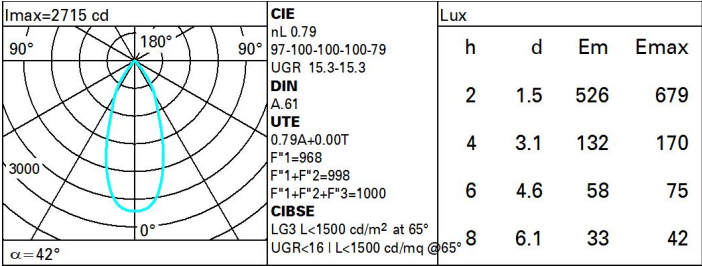 Imax=2715 cd
90°
180°
90°
3000
0°
α=42°
CIE
nL 0.79
97-100-100-100-79
UGR 15.3-15.3
DIN
A.61
UTE
0.79A+0.00T
F"1=968
F"1+F"2=998
F"1+F"2+F"3=1000
CIBSE
LG3 L<1500 cd/m² at 65°
UGR<16 | L<1500 cd/mq @65°
Lux
h d Em Emax
2 1.5 526 679
4 3.1 132 170
6 4.6 58 75
8 6.1 33 42